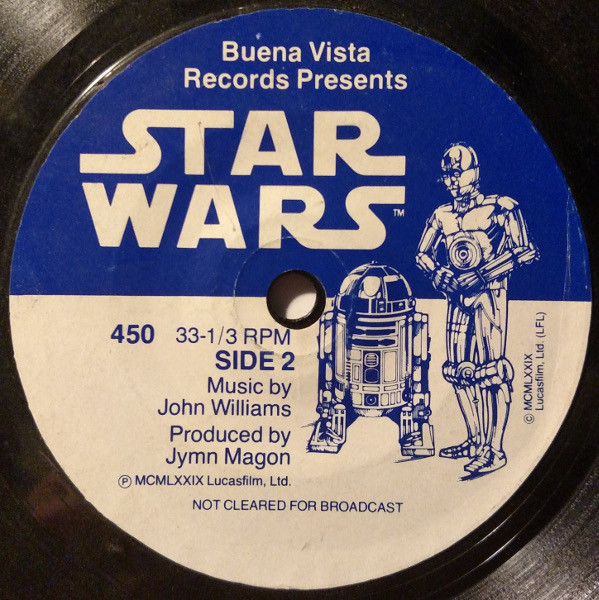 Buena Vista
Records Presents
STAR
WARS™
450 33-1/3 RPM
SIDE 2
Music by
John Williams
Produced by
Jymn Magon
Ⓟ MCMLXXIX Lucasfilm, Ltd.
NOT CLEARED FOR BROADCAST
© MCMLXXIX
Lucasfilm, Ltd. (LFL)